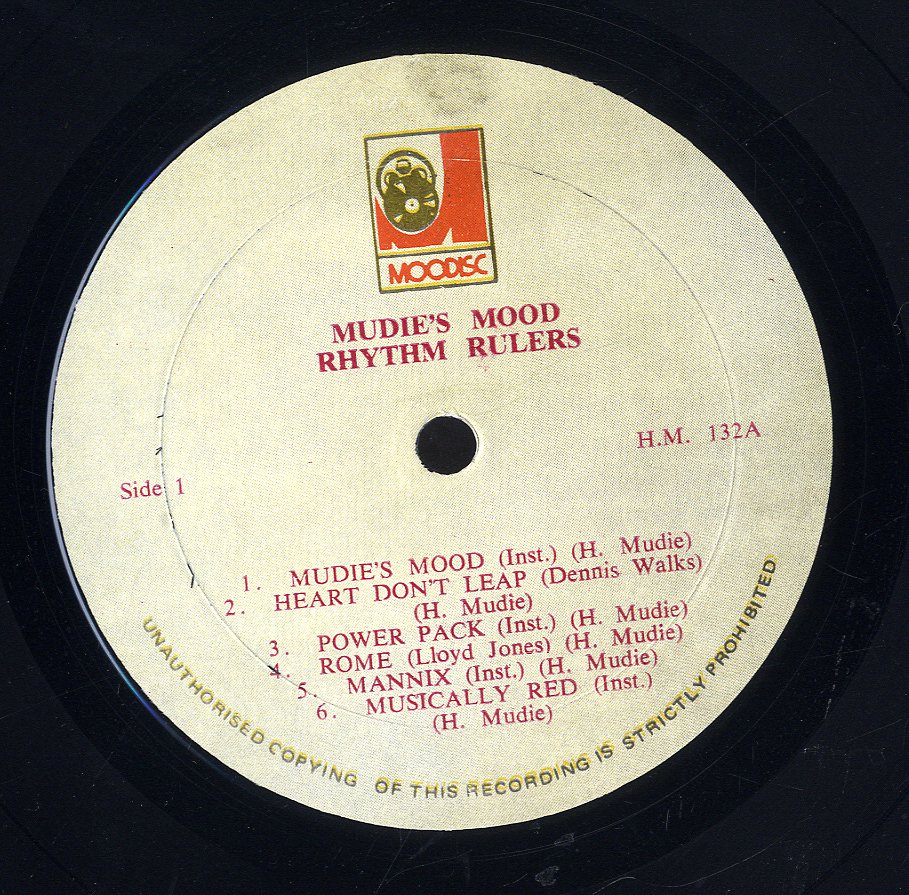 MOODISC
MUDIE'S MOOD
RHYTHM RULERS
H.M. 132A
Side 1
1. MUDIE'S MOOD (Inst.) (H. Mudie)
2. HEART DON'T LEAP (Dennis Walks)
(H. Mudie)
3. POWER PACK (Inst.) (H. Mudie)
4. ROME (Lloyd Jones) (H. Mudie)
5. MANNIX (Inst.) (H. Mudie)
6. MUSICALLY RED (Inst.)
(H. Mudie)
UNAUTHORISED COPYING OF THIS RECORDING IS STRICTLY PROHIBITED